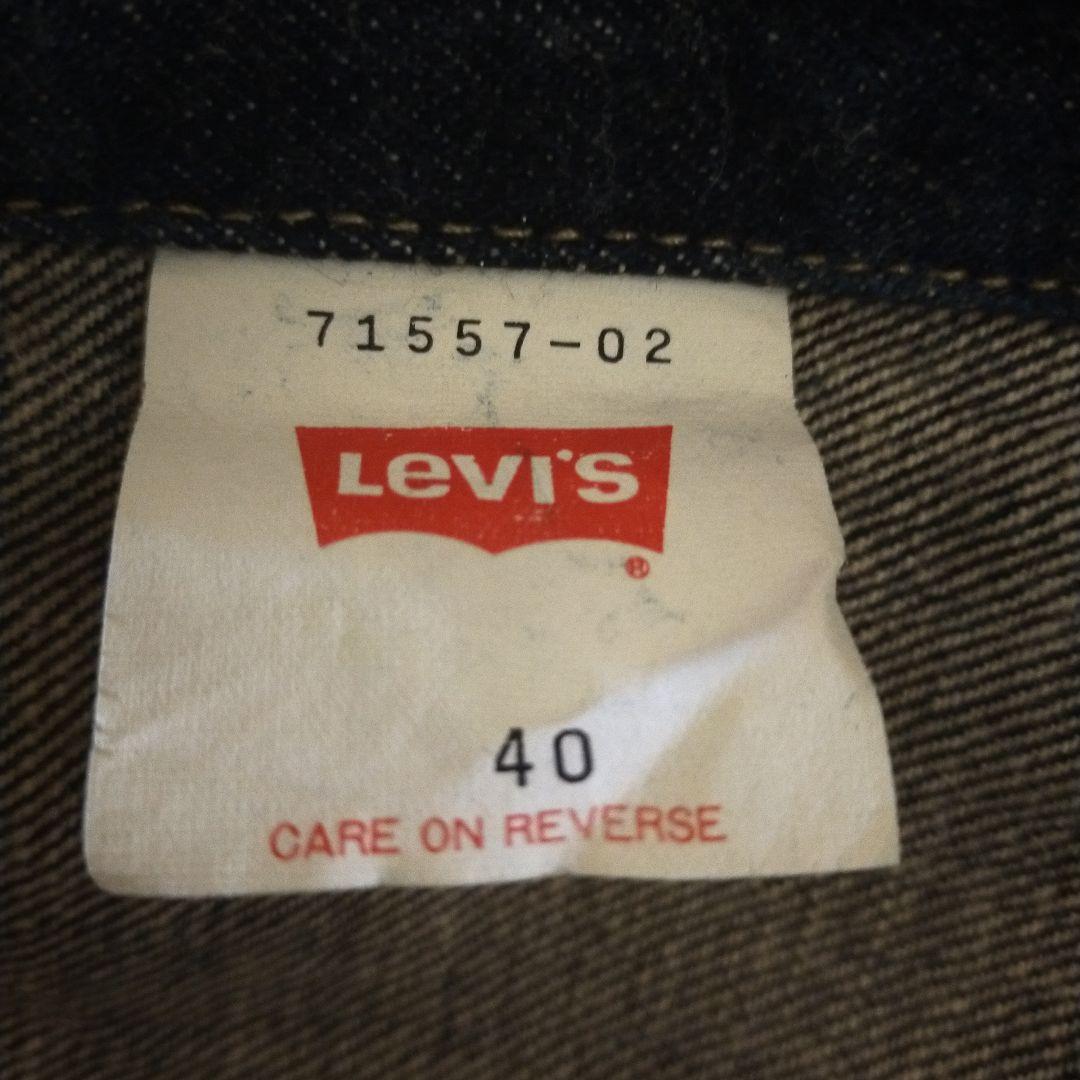 71557-02
Levi's
®
40
CARE ON REVERSE